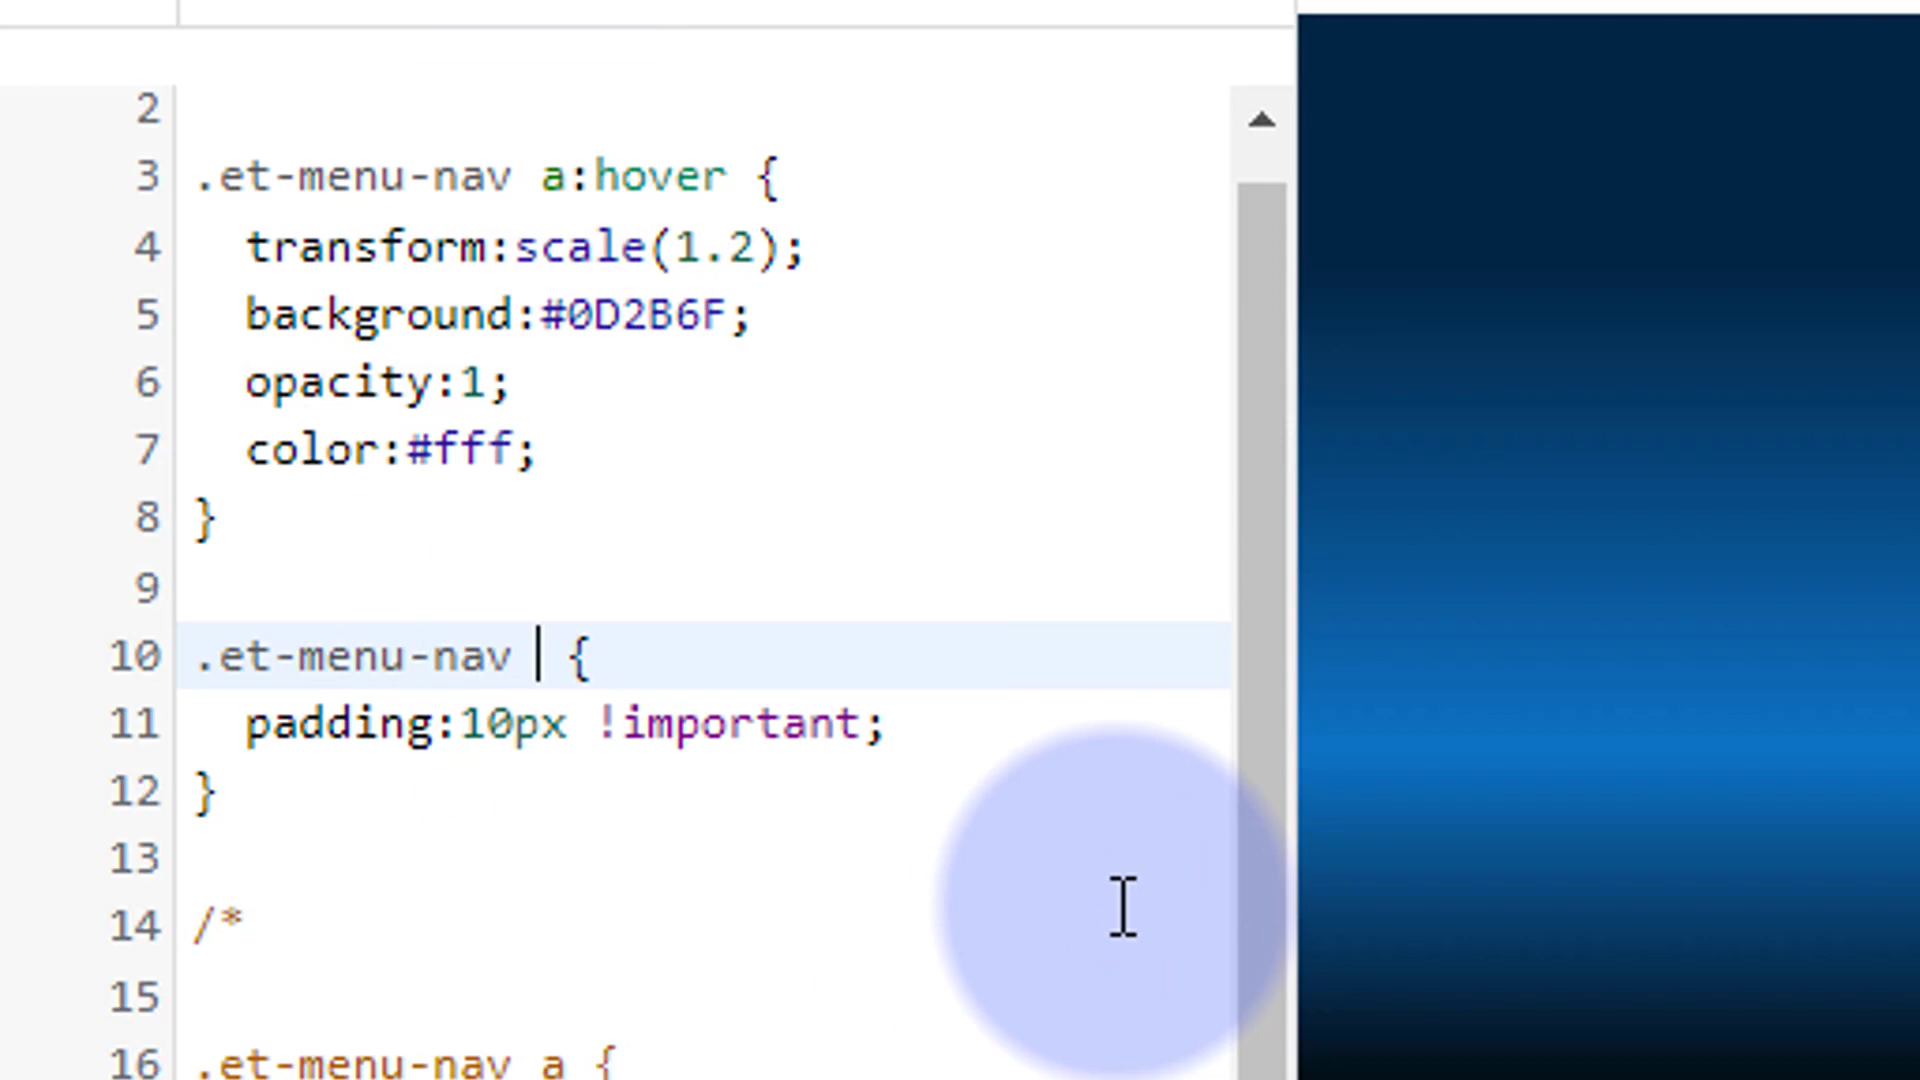 2
3 .et-menu-nav a:hover {
4 transform:scale(1.2);
5 background:#0D2B6F;
6 opacity:1;
7 color:#fff;
8 }
9
10 .et-menu-nav  {
11 padding:10px !important;
12 }
13
14 /*
15
16 .et-menu-nav a {